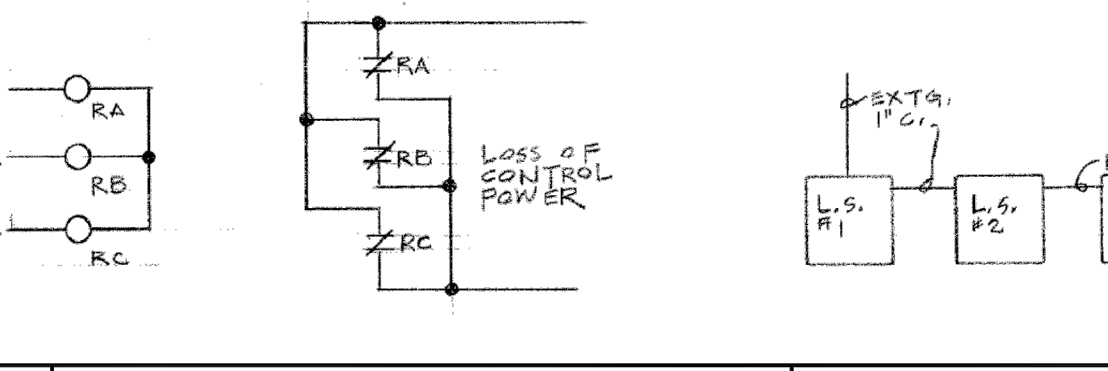 RA
RB
RC
RA
RB
RC
LOSS OF
CONTROL
POWER
EXTG.
1" C.
L.S.
#1
L.S.
#2